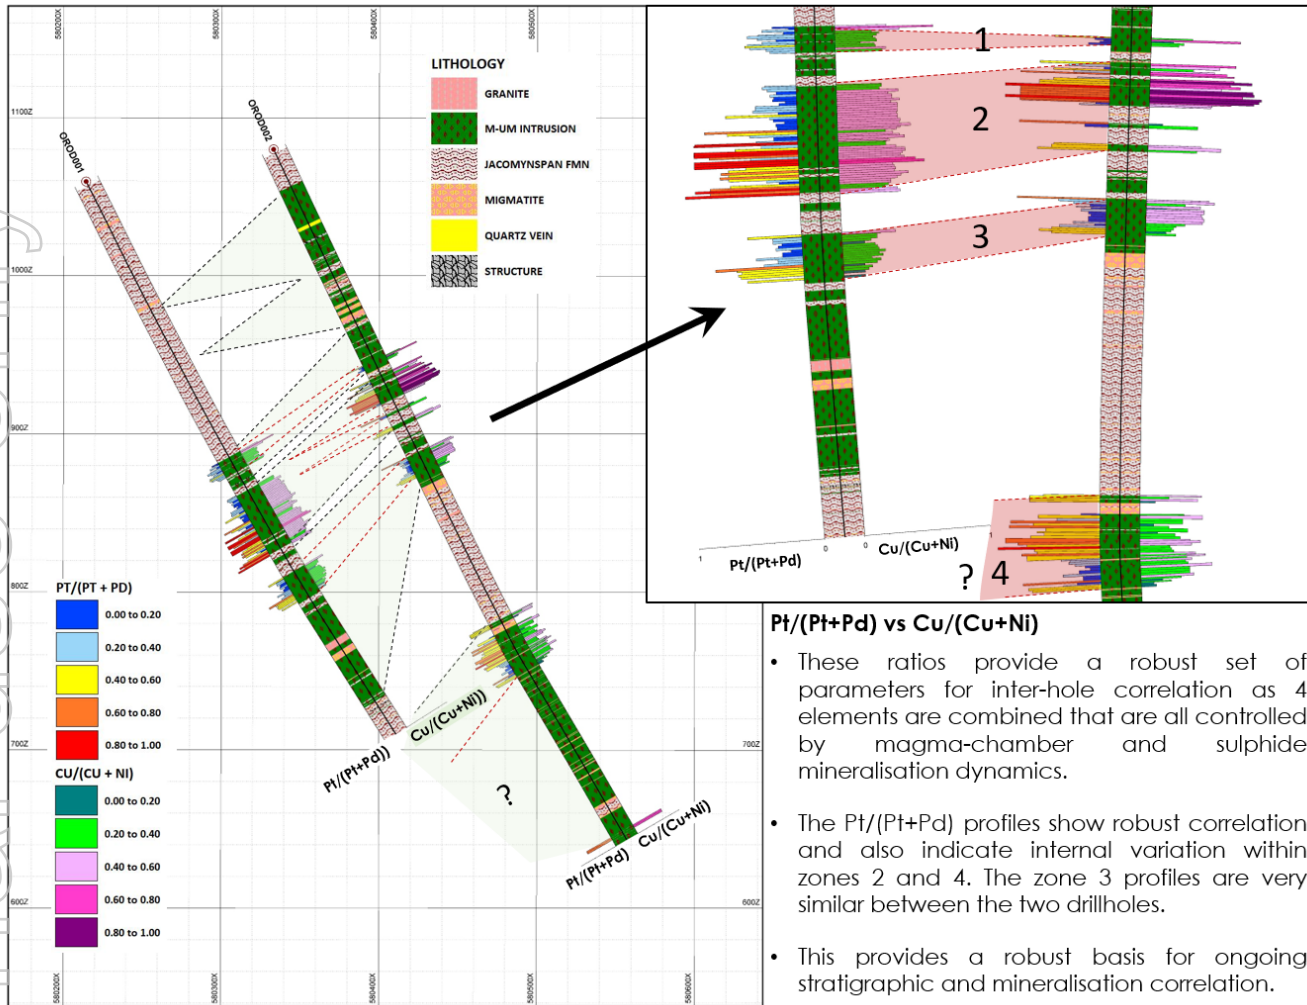 580200X
580300X
580400X
580500X
1100Z
1000Z
900Z
800Z
OROD001
OROD002
LITHOLOGY
GRANITE
M-UM INTRUSION
JACOMYNSPAN FMN
MIGMATITE
QUARTZ VEIN
STRUCTURE
1
2
3
? 4
1
Pt/(Pt+Pd)
0
0
Cu/(Cu+Ni)
1
PT/(PT + PD)
0.00 to 0.20
0.20 to 0.40
0.40 to 0.60
0.60 to 0.80
0.80 to 1.00
CU/(CU + NI)
0.00 to 0.20
0.20 to 0.40
0.40 to 0.60
0.60 to 0.80
0.80 to 1.00
Pt/(Pt+Pd))
Cu/(Cu+Ni))
?
Pt/(Pt+Pd)
Cu/(Cu+Ni)
700Z
700Z
600Z
600Z
580200X
580300X
580400X
580500X
580600X
Pt/(Pt+Pd) vs Cu/(Cu+Ni)
• These ratios provide a robust set of
parameters for inter-hole correlation as 4
elements are combined that are all controlled
by magma-chamber and sulphide
mineralisation dynamics.
• The Pt/(Pt+Pd) profiles show robust correlation
and also indicate internal variation within
zones 2 and 4. The zone 3 profiles are very
similar between the two drillholes.
• This provides a robust basis for ongoing
stratigraphic and mineralisation correlation.